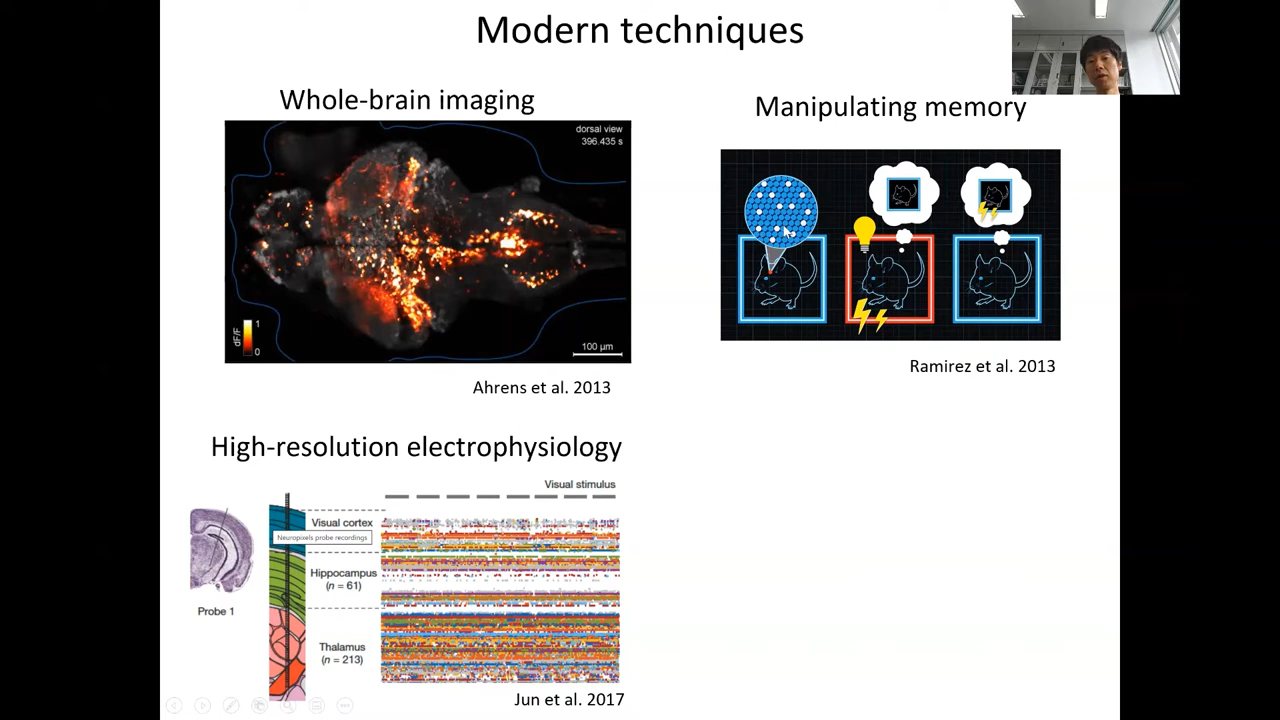 Modern techniques
Whole-brain imaging
dorsal view
396.435 s
dF/F
1
0
100 µm
Ahrens et al. 2013
Manipulating memory
Ramirez et al. 2013
High-resolution electrophysiology
Visual stimulus
Visual cortex
Neuropixels probe recordings
Hippocampus
(n = 61)
Thalamus
(n = 213)
Probe 1
Jun et al. 2017